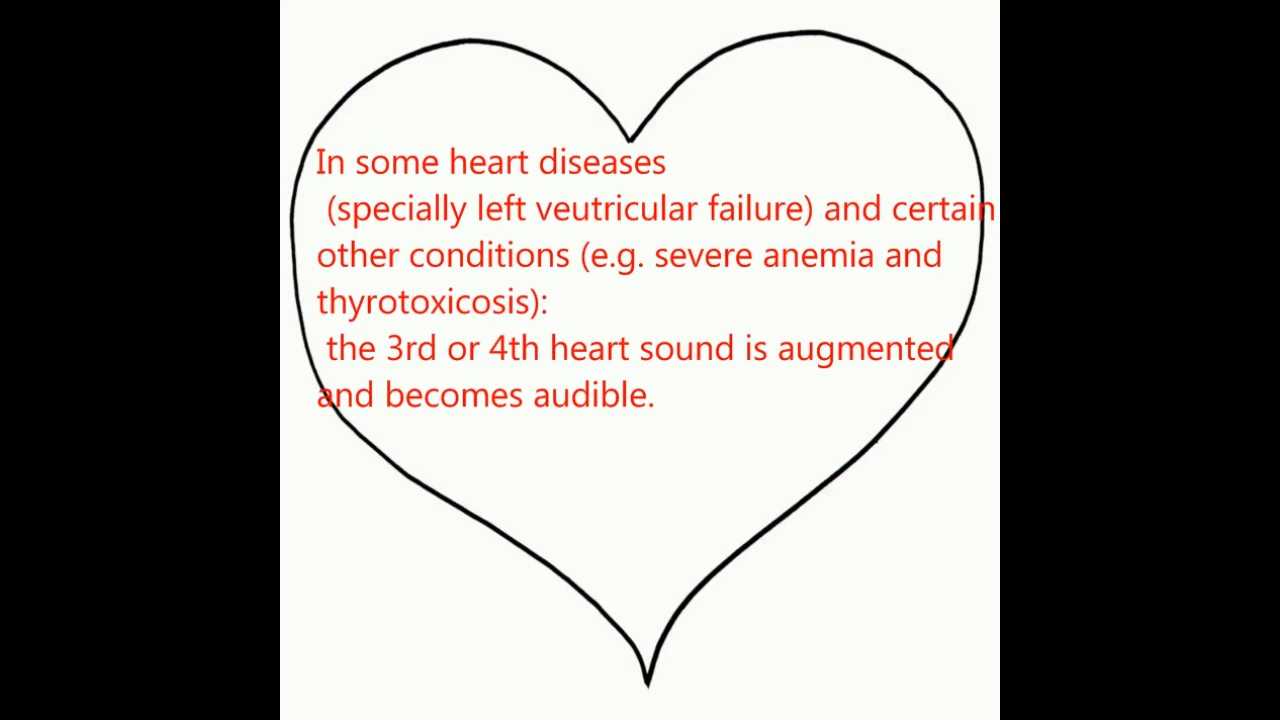 In some heart diseases
(specially left veutricular failure) and certain
other conditions (e.g. severe anemia and
thyrotoxicosis):
the 3rd or 4th heart sound is augmented
and becomes audible.